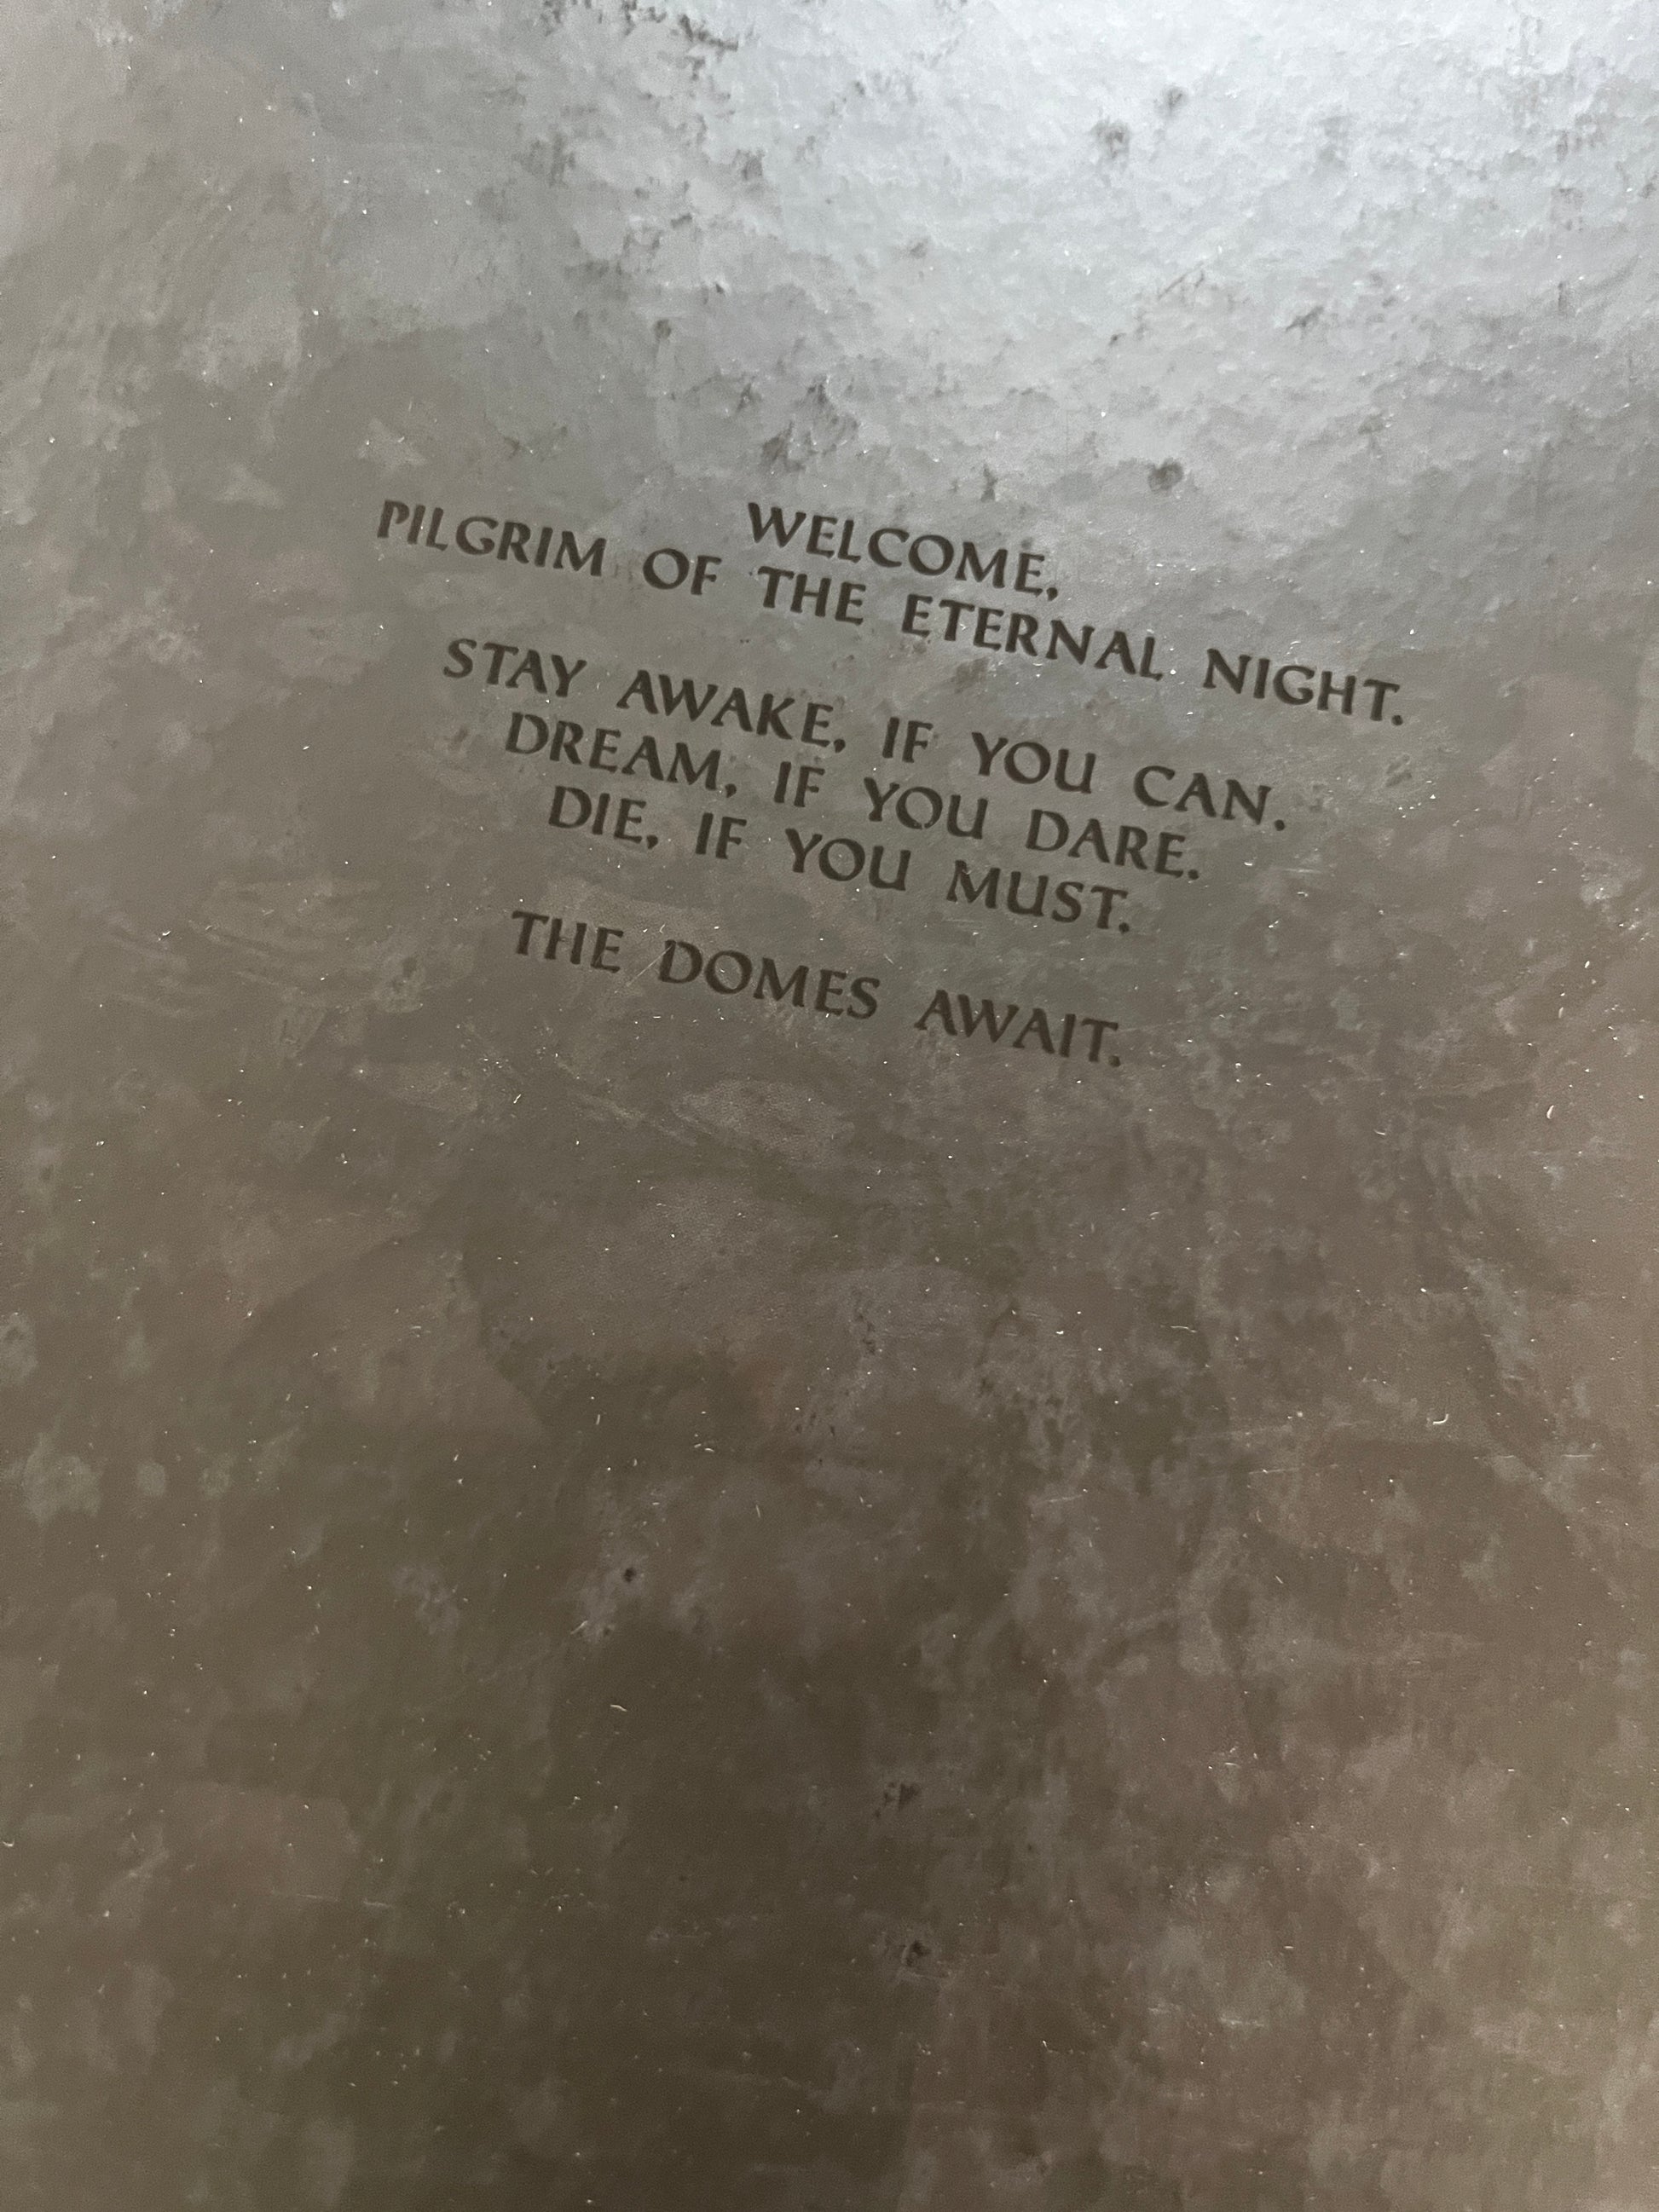 WELCOME,
PILGRIM OF THE ETERNAL NIGHT.
STAY AWAKE, IF YOU CAN.
DREAM, IF YOU DARE.
DIE, IF YOU MUST.
THE DOMES AWAIT.